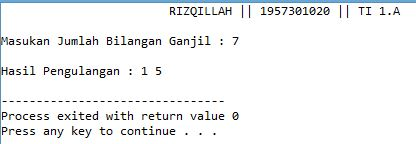 RIZQILLAH || 1957301020 || TI 1.A
Masukan Jumlah Bilangan Ganjil : 7
Hasil Pengulangan : 1 5
--------------------------------
Process exited with return value 0
Press any key to continue . . .